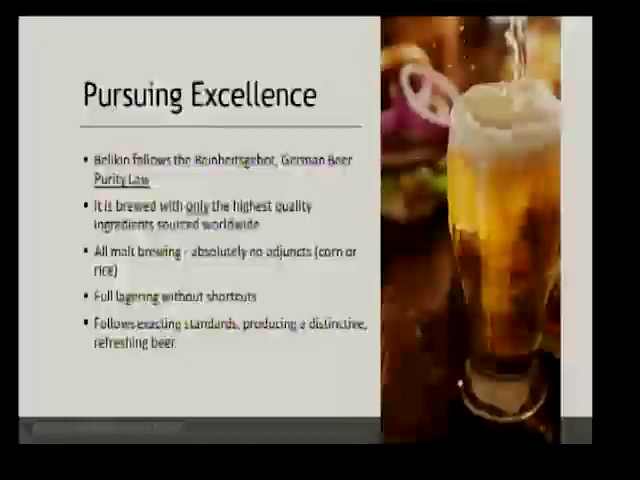 Pursuing Excellence
Belikin follows the Reinheitsgebot, German Beer
Purity Law
It is brewed with only the highest quality
ingredients sourced worldwide
All malt brewing - absolutely no adjuncts (corn or
rice)
Full lagering without shortcuts
Follows exacting standards, producing a distinctive,
refreshing beer